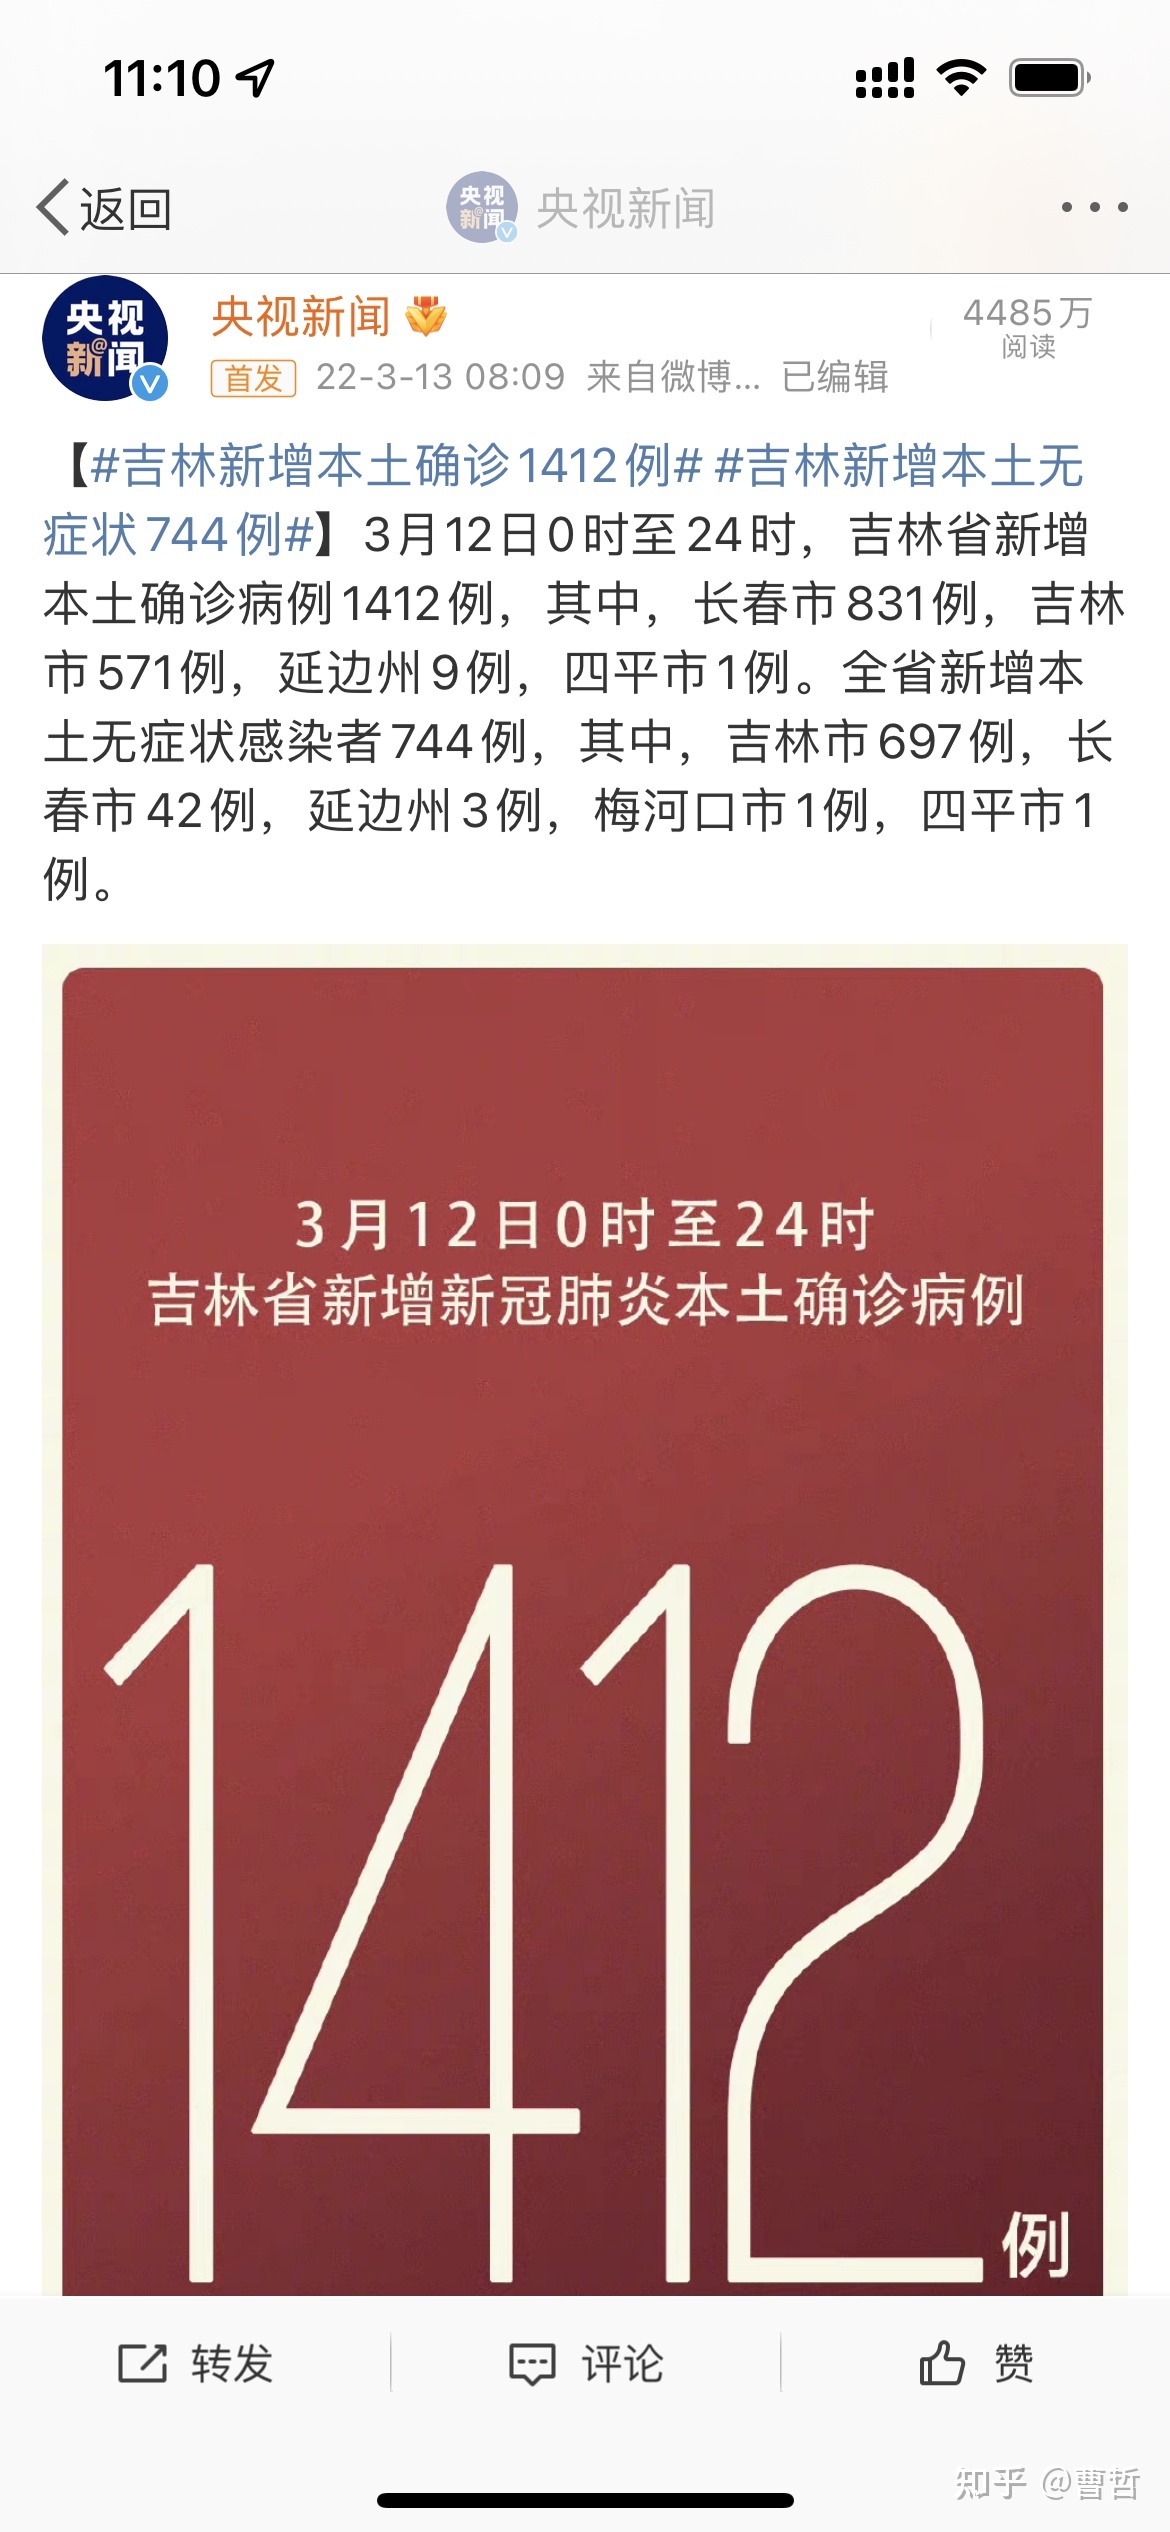 11:10
返回
央视新闻
央视新闻
央视
新@闻
央视新闻
4485万
阅读
首发 22-3-13 08:09 来自微博... 已编辑
【#吉林新增本土确诊1412例# #吉林新增本土无
症状744例#】3月12日0时至24时，吉林省新增
本土确诊病例1412例，其中，长春市831例，吉林
市571例，延边州9例，四平市1例。全省新增本
土无症状感染者744例，其中，吉林市697例，长
春市42例，延边州3例，梅河口市1例，四平市1
例。
3月12日0时至24时
吉林省新增新冠肺炎本土确诊病例
1412例
转发
评论
赞
知乎 @曹哲